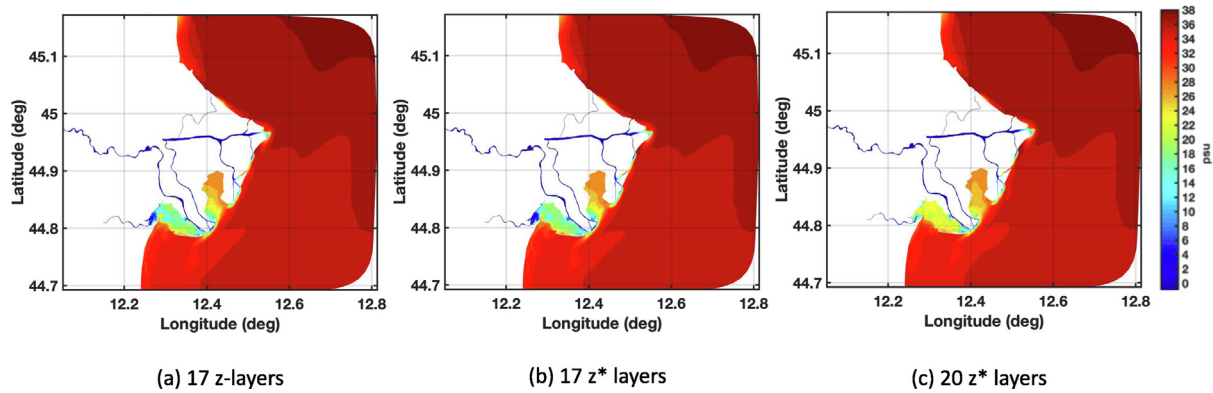 45.1
45
44.9
44.8
44.7
Latitude (deg)
12.2 12.4 12.6 12.8
Longitude (deg)
(a) 17 z-layers
45.1
45
44.9
44.8
44.7
Latitude (deg)
12.2 12.4 12.6 12.8
Longitude (deg)
(b) 17 z* layers
45.1
45
44.9
44.8
44.7
Latitude (deg)
12.2 12.4 12.6 12.8
Longitude (deg)
(c) 20 z* layers
38
36
34
32
30
28
26
24
22
20
18
16
14
12
10
8
6
4
2
0
psu